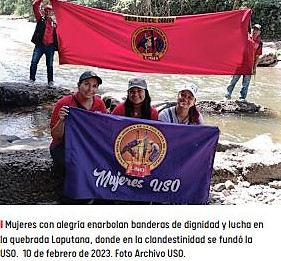 Mujeres USO
Mujeres con alegría enarbolan banderas de dignidad y lucha en
la quebrada Laputana, donde en la clandestinidad se fundó la
USO.  10 de febrero de 2023. Foto Archivo USO.